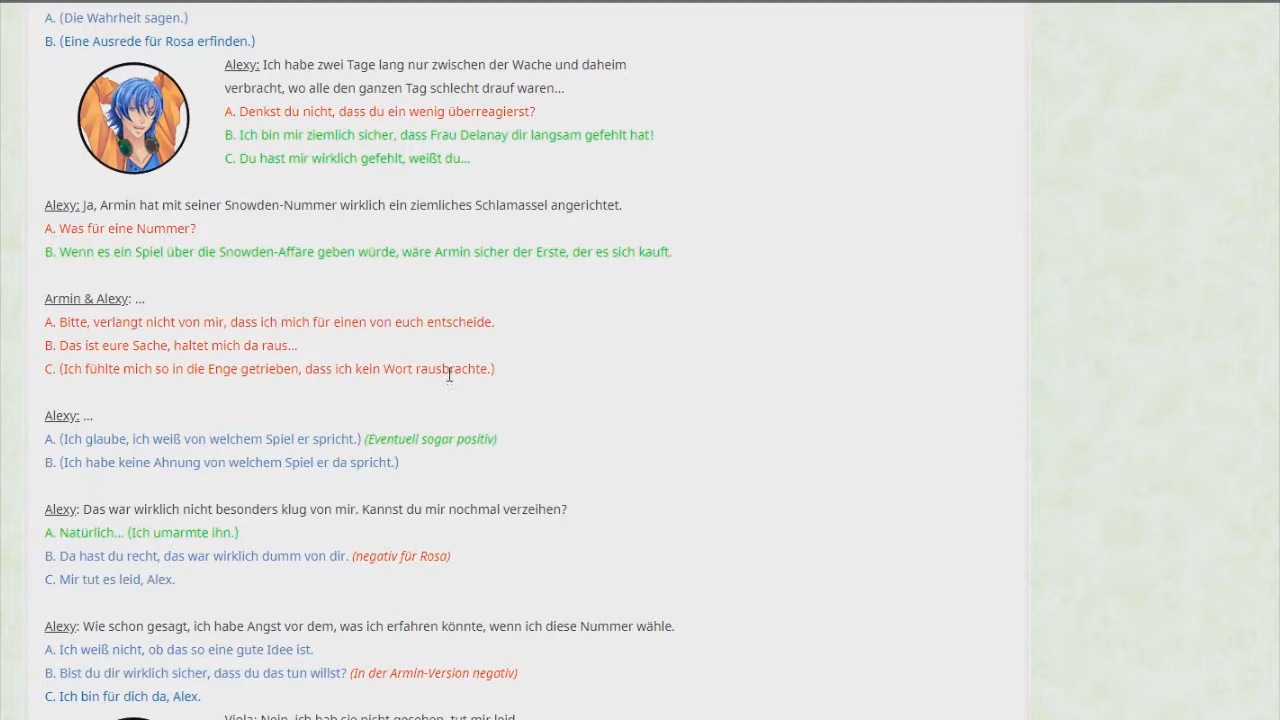 A. (Die Wahrheit sagen.)
B. (Eine Ausrede für Rosa erfinden.)
Alexy: Ich habe zwei Tage lang nur zwischen der Wache und daheim
verbracht, wo alle den ganzen Tag schlecht drauf waren...
A. Denkst du nicht, dass du ein wenig überreagierst?
B. Ich bin mir ziemlich sicher, dass Frau Delanay dir langsam gefehlt hat!
C. Du hast mir wirklich gefehlt, weißt du...
Alexy: Ja, Armin hat mit seiner Snowden-Nummer wirklich ein ziemliches Schlamassel angerichtet.
A. Was für eine Nummer?
B. Wenn es ein Spiel über die Snowden-Affäre geben würde, wäre Armin sicher der Erste, der es sich kauft.
Armin & Alexy: ...
A. Bitte, verlangt nicht von mir, dass ich mich für einen von euch entscheide.
B. Das ist eure Sache, haltet mich da raus...
C. (Ich fühlte mich so in die Enge getrieben, dass ich kein Wort rausbrachte.)
Alexy: ...
A. (Ich glaube, ich weiß von welchem Spiel er spricht.) (Eventuell sogar positiv)
B. (Ich habe keine Ahnung von welchem Spiel er da spricht.)
Alexy: Das war wirklich nicht besonders klug von mir. Kannst du mir nochmal verzeihen?
A. Natürlich... (Ich umarmte ihn.)
B. Da hast du recht, das war wirklich dumm von dir. (negativ für Rosa)
C. Mir tut es leid, Alex.
Alexy: Wie schon gesagt, ich habe Angst vor dem, was ich erfahren könnte, wenn ich diese Nummer wähle.
A. Ich weiß nicht, ob das so eine gute Idee ist.
B. Bist du dir wirklich sicher, dass du das tun willst? (In der Armin-Version negativ)
C. Ich bin für dich da, Alex.
Viola: Nein, ich hab sie nicht gesehen, tut mir leid.